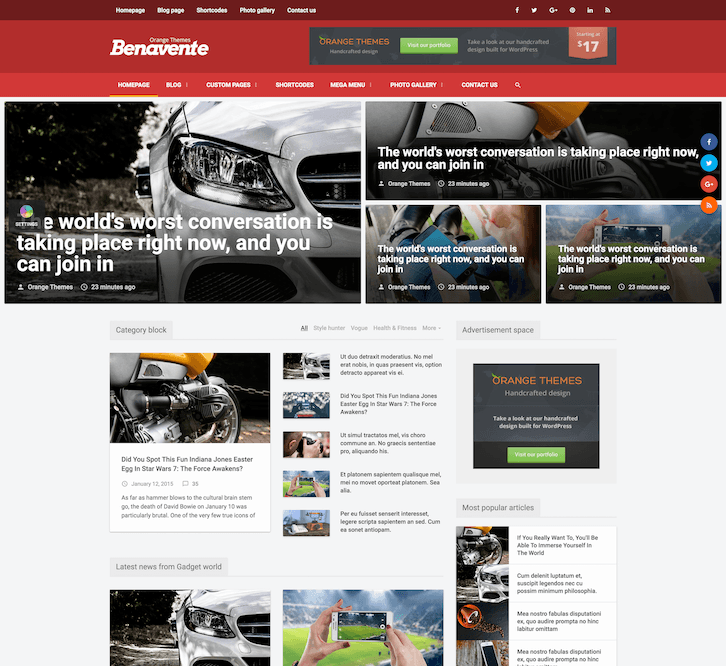 Homepage Blog page Shortcodes Photo gallery Contact us
Orange Themes
Benavente
ORANGE THEMES
Handcrafted design
Visit our portfolio
Take a look at our handcrafted
design built for WordPress
Starting at
$17
HOMEPAGE BLOG CUSTOM PAGES SHORTCODES MEGA MENU PHOTO GALLERY CONTACT US
SETTINGS
The world's worst conversation is
taking place right now, and you
can join in
Orange Themes 23 minutes ago
The world's worst conversation is taking place right now,
and you can join in
Orange Themes 23 minutes ago
The world's worst conversation is
taking place right now, and you can
join in
Orange Themes 23 minutes ago
The world's worst conversation is
taking place right now, and you can
join in
Orange Themes 23 minutes ago
Category block
All Style hunter Vogue Health & Fitness More
Did You Spot This Fun Indiana Jones Easter
Egg In Star Wars 7: The Force Awakens?
January 12, 2015 35
As far as hammer blows to the cultural brain stem
go, the death of David Bowie on January 10 was
particularly brutal. One of the very few true icons of
Ut duo detraxit moderatius. No mel
erat nobis, in quas praesent vis, option
detracto appareat vis ei.
Did You Spot This Fun Indiana Jones
Easter Egg In Star Wars 7: The Force
Awakens?
Ut simul tractatos mel, vis choro
commune an. No graecis sententiae
pro, aliquando his.
Et platonem sapientem qualisque mel,
mei no movet oporteat platonem. Sea
alia.
Per eu fuisset senserit interesset,
legere scripta sapientem an sed. Cum
ea sonet antiopam.
Advertisement space
ORANGE THEMES
Handcrafted design
Take a look at our handcrafted
design built for WordPress
Visit our portfolio
Most popular articles
If You Really Want To, You'll Be
Able To Immerse Yourself In
The World
Cum delenit luptatum et,
suscipit legendos nec cu
possim minimum philosophia.
Mea nostro fabulas disputationi
ex, quo audire prompta no hinc
labitur omittam
Mea nostro fabulas disputationi
ex, quo audire prompta no hinc
labitur omittam
Latest news from Gadget world